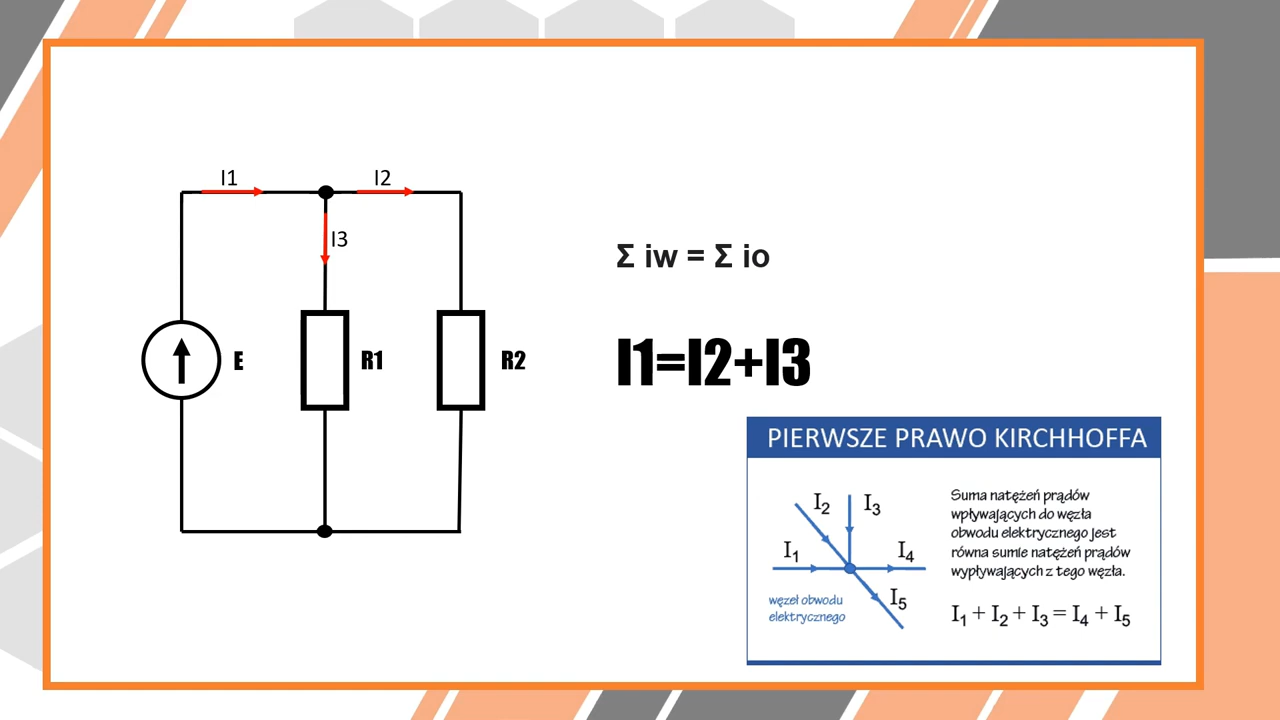 I1
I2
I3
E
R1
R2
Σ iw = Σ io
I1=I2+I3
PIERWSZE PRAWO KIRCHHOFFA
I2
I3
I1
I4
I5
węzeł obwodu
elektrycznego
Suma natężeń prądów
wpływających do węzła
obwodu elektrycznego jest
równa sumie natężeń prądów
wypływających z tego węzła.
I1 + I2 + I3 = I4 + I5